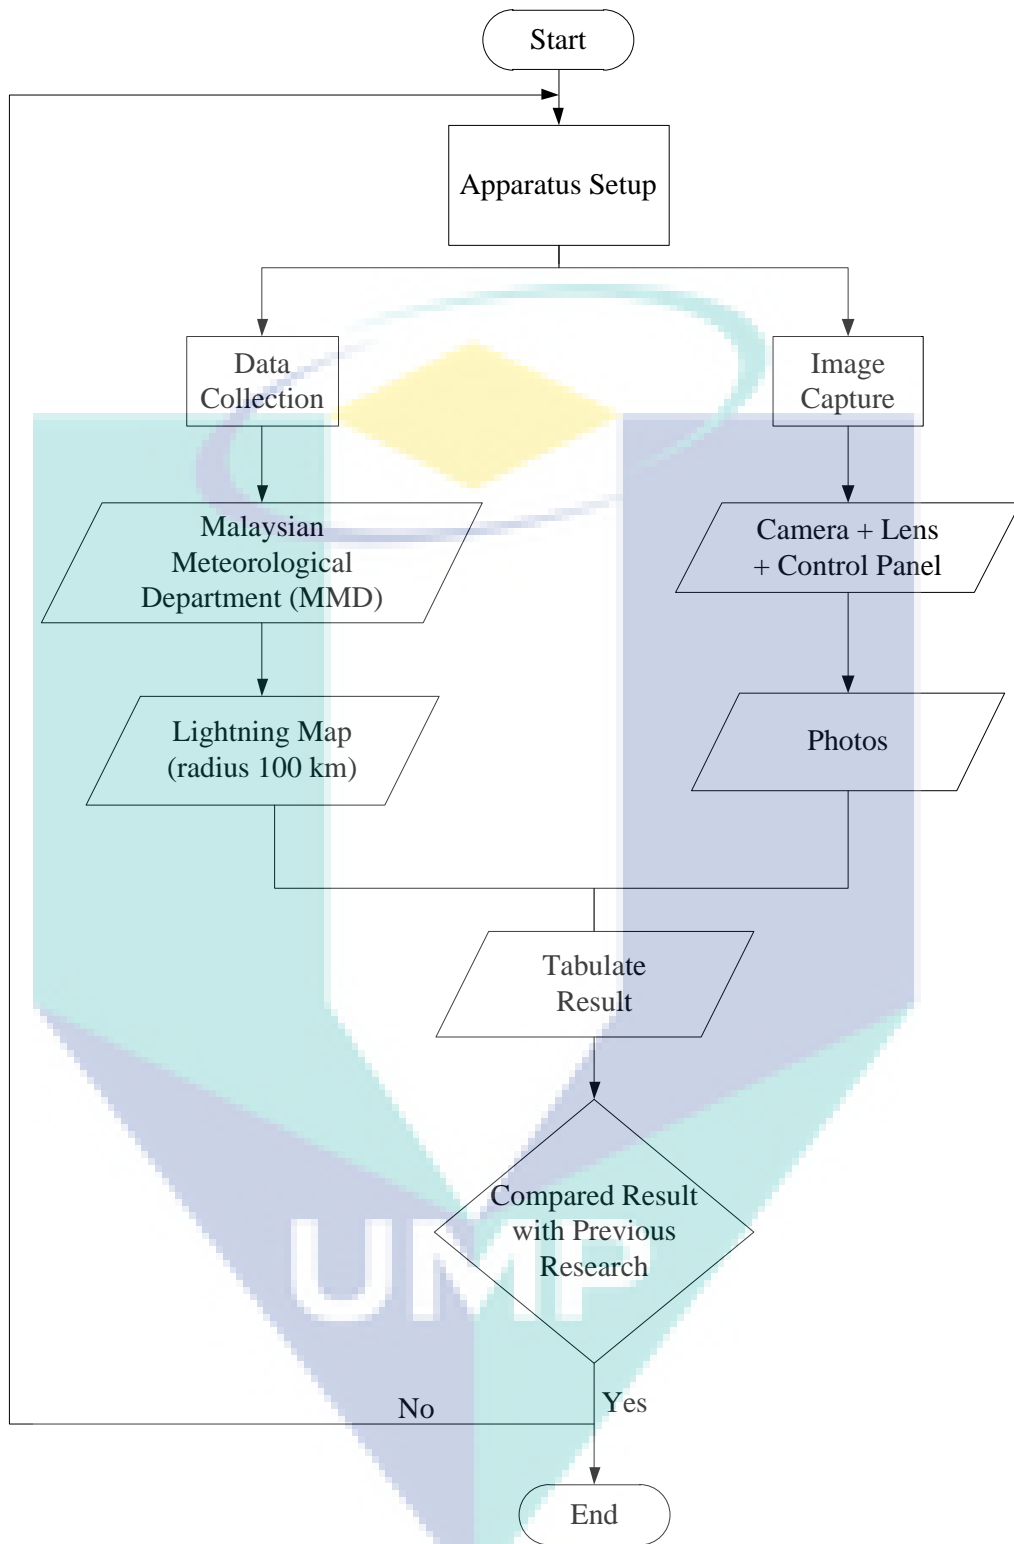 Start
Apparatus Setup
Data
Collection
Image
Capture
Malaysian
Meteorological
Department (MMD)
Camera + Lens
+ Control Panel
Lightning Map
(radius 100 km)
Photos
Tabulate
Result
Compared Result
with Previous
Research
UMP
No
Yes
End